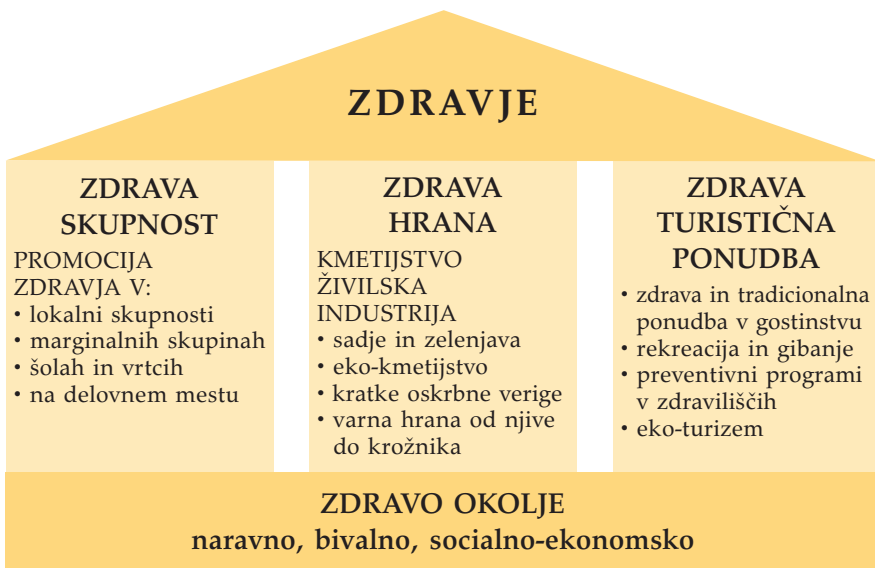 ZDRAVJE
ZDRAVA
SKUPNOST
PROMOCIJA
ZDRAVJA V:
• lokalni skupnosti
• marginalnih skupinah
• šolah in vrtcih
• na delovnem mestu
ZDRAVA
HRANA
KMETIJSTVO
ŽIVILSKA
INDUSTRIJA
• sadje in zelenjava
• eko-kmetijstvo
• kratke oskrbne verige
• varna hrana od njive
do krožnika
ZDRAVA
TURISTIČNA
PONUDBA
• zdrava in tradicionalna
ponudba v gostinstvu
• rekreacija in gibanje
• preventivni programi
v zdraviliščih
• eko-turizem
ZDRAVO OKOLJE
naravno, bivalno, socialno-ekonomsko